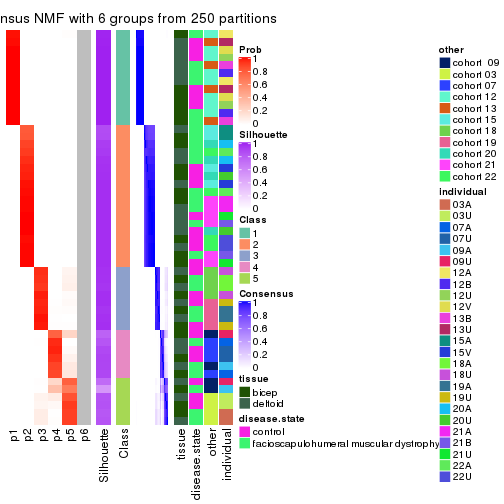 nsus NMF with 6 groups from 250 partitions
p1
p2
p3
p4
p5
p6
Silhouette
Class
tissue
disease.state
other
individual
Prob
1
0.8
0.6
0.4
0.2
0
Silhouette
1
0.8
0.6
0.4
0.2
0
Class
1
2
3
4
5
Consensus
1
0.8
0.6
0.4
0.2
0
tissue
bicep
deltoid
disease.state
control
facioscapulohumeral muscular dystrophy
other
cohort 09
cohort 03
cohort 07
cohort 12
cohort 13
cohort 15
cohort 18
cohort 19
cohort 20
cohort 21
cohort 22
individual
03A
03U
07A
07U
09A
09U
12A
12B
12U
12V
13B
13U
15A
15V
18A
18U
19A
19U
20A
20U
21A
21B
21U
22A
22U